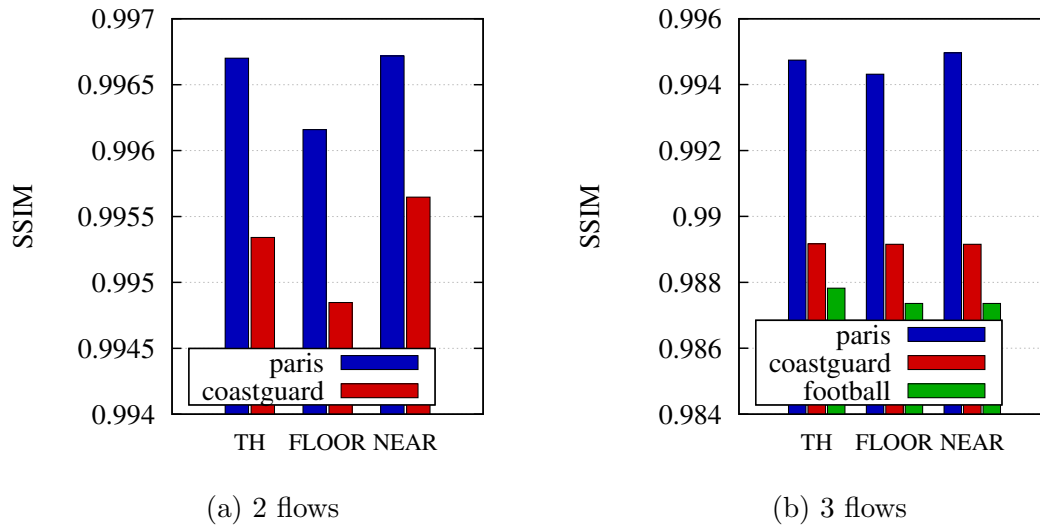 SSIM
0.997
0.9965
0.996
0.9955
0.995
0.9945
0.994
paris
coastguard
TH FLOOR NEAR
(a) 2 flows
SSIM
0.996
0.994
0.992
0.99
0.988
0.986
0.984
paris
coastguard
football
TH FLOOR NEAR
(b) 3 flows